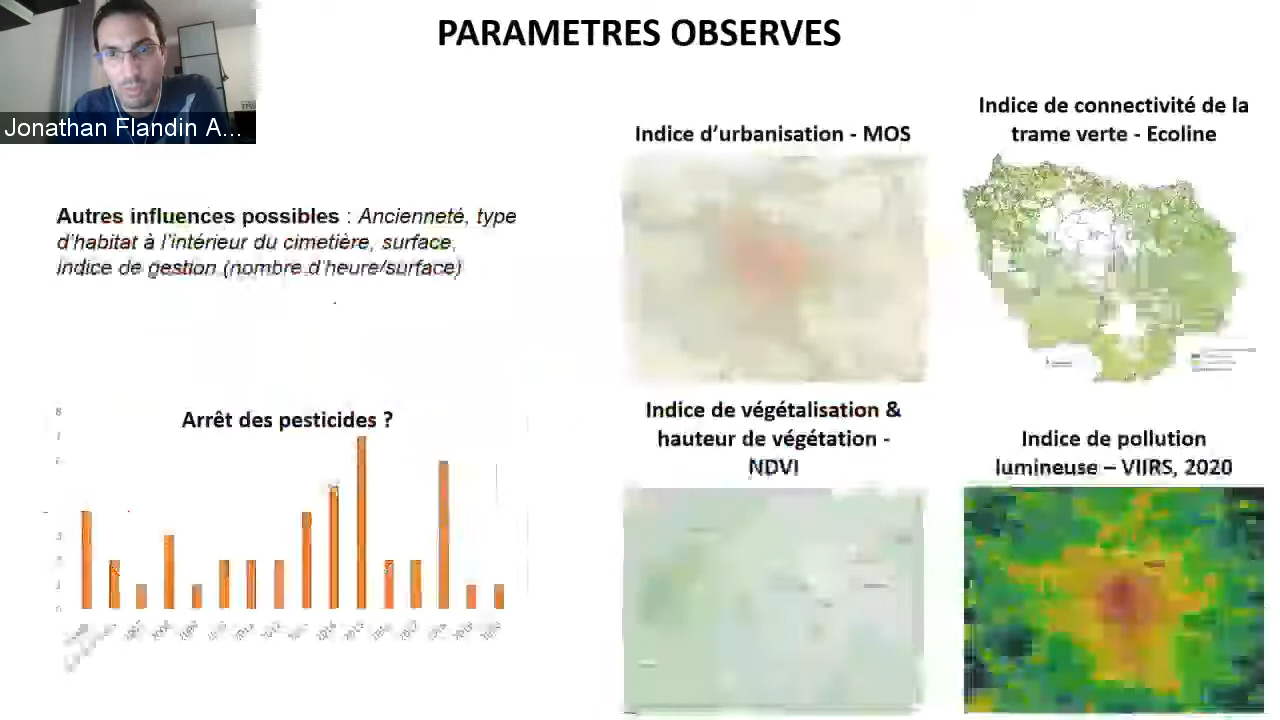 PARAMETRES OBSERVES
Jonathan Flandin A...
Autres influences possibles : Ancienneté, type
d'habitat à l'intérieur du cimetière, surface,
indice de gestion (nombre d'heure/surface)
Indice d'urbanisation - MOS
Indice de connectivité de la
trame verte - Ecoline
Arrêt des pesticides ?
Indice de végétalisation &
hauteur de végétation -
NDVI
Indice de pollution
lumineuse – VIIRS, 2020